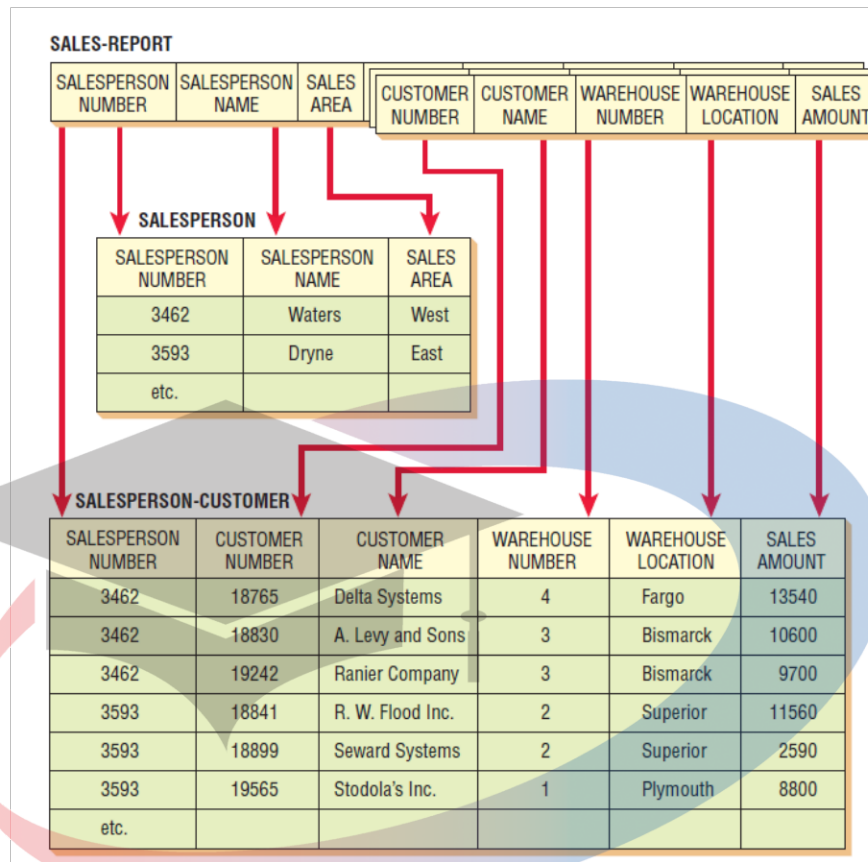 SALES-REPORT
SALESPERSON NUMBER SALESPERSON NAME SALES AREA CUSTOMER NUMBER CUSTOMER NAME WAREHOUSE NUMBER WAREHOUSE LOCATION SALES AMOUNT
SALESPERSON
SALESPERSON NUMBER SALESPERSON NAME SALES AREA
3462 Waters West
3593 Dryne East
etc.
SALESPERSON-CUSTOMER
SALESPERSON NUMBER CUSTOMER NUMBER CUSTOMER NAME WAREHOUSE NUMBER WAREHOUSE LOCATION SALES AMOUNT
3462 18765 Delta Systems 4 Fargo 13540
3462 18830 A. Levy and Sons 3 Bismarck 10600
3462 19242 Ranier Company 3 Bismarck 9700
3593 18841 R. W. Flood Inc. 2 Superior 11560
3593 18899 Seward Systems 2 Superior 2590
3593 19565 Stodola's Inc. 1 Plymouth 8800
etc.